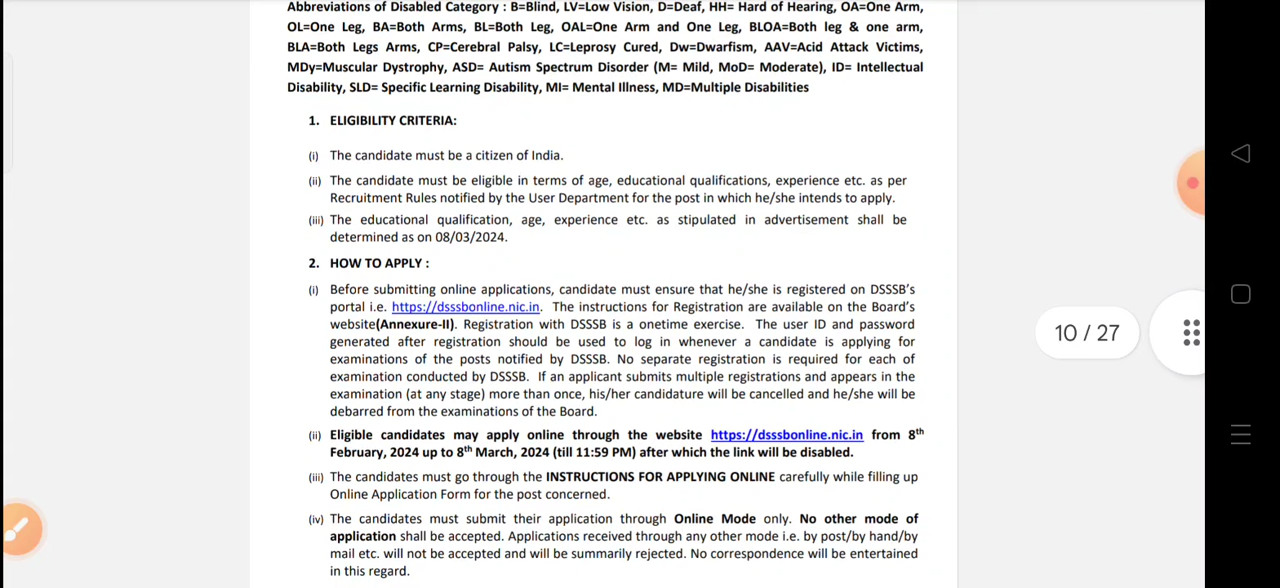 Abbreviations of Disabled Category : B=Blind, LV=Low Vision, D=Deaf, HH= Hard of Hearing, OA=One Arm,
OL=One Leg, BA=Both Arms, BL=Both Leg, OAL=One Arm and One Leg, BLOA=Both leg & one arm,
BLA=Both Legs Arms, CP=Cerebral Palsy, LC=Leprosy Cured, Dw=Dwarfism, AAV=Acid Attack Victims,
MDy=Muscular Dystrophy, ASD= Autism Spectrum Disorder (M= Mild, MoD= Moderate), ID= Intellectual
Disability, SLD= Specific Learning Disability, MI= Mental Illness, MD=Multiple Disabilities
1. ELIGIBILITY CRITERIA:
(i) The candidate must be a citizen of India.
(ii) The candidate must be eligible in terms of age, educational qualifications, experience etc. as per
Recruitment Rules notified by the User Department for the post in which he/she intends to apply.
(iii) The educational qualification, age, experience etc. as stipulated in advertisement shall be
determined as on 08/03/2024.
2. HOW TO APPLY :
(i) Before submitting online applications, candidate must ensure that he/she is registered on DSSSB's
portal i.e. https://dsssbonline.nic.in. The instructions for Registration are available on the Board's
website(Annexure-II). Registration with DSSSB is a onetime exercise. The user ID and password
generated after registration should be used to log in whenever a candidate is applying for
examinations of the posts notified by DSSSB. No separate registration is required for each of
examination conducted by DSSSB. If an applicant submits multiple registrations and appears in the
examination (at any stage) more than once, his/her candidature will be cancelled and he/she will be
debarred from the examinations of the Board.
(ii) Eligible candidates may apply online through the website https://dsssbonline.nic.in from 8th
February, 2024 up to 8th March, 2024 (till 11:59 PM) after which the link will be disabled.
(iii) The candidates must go through the INSTRUCTIONS FOR APPLYING ONLINE carefully while filling up
Online Application Form for the post concerned.
(iv) The candidates must submit their application through Online Mode only. No other mode of
application shall be accepted. Applications received through any other mode i.e. by post/by hand/by
mail etc. will not be accepted and will be summarily rejected. No correspondence will be entertained
in this regard.
10 / 27